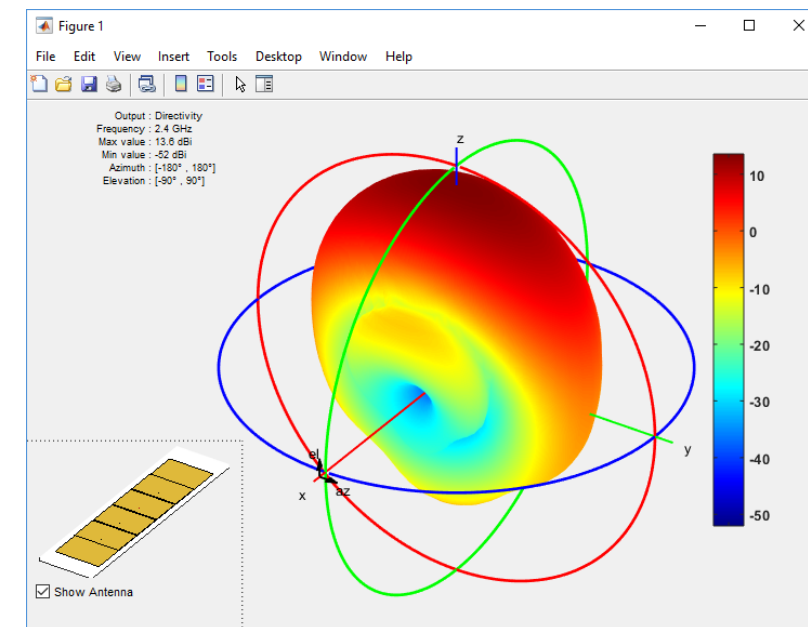 Figure 1
File Edit View Insert Tools Desktop Window Help
Output : Directivity
Frequency : 2.4 GHz
Max value : 13.6 dBi
Min value : -52 dBi
Azimuth : [-180° , 180°]
Elevation : [-90° , 90°]
z
10
0
-10
-20
-30
-40
-50
y
el
az
x
Show Antenna